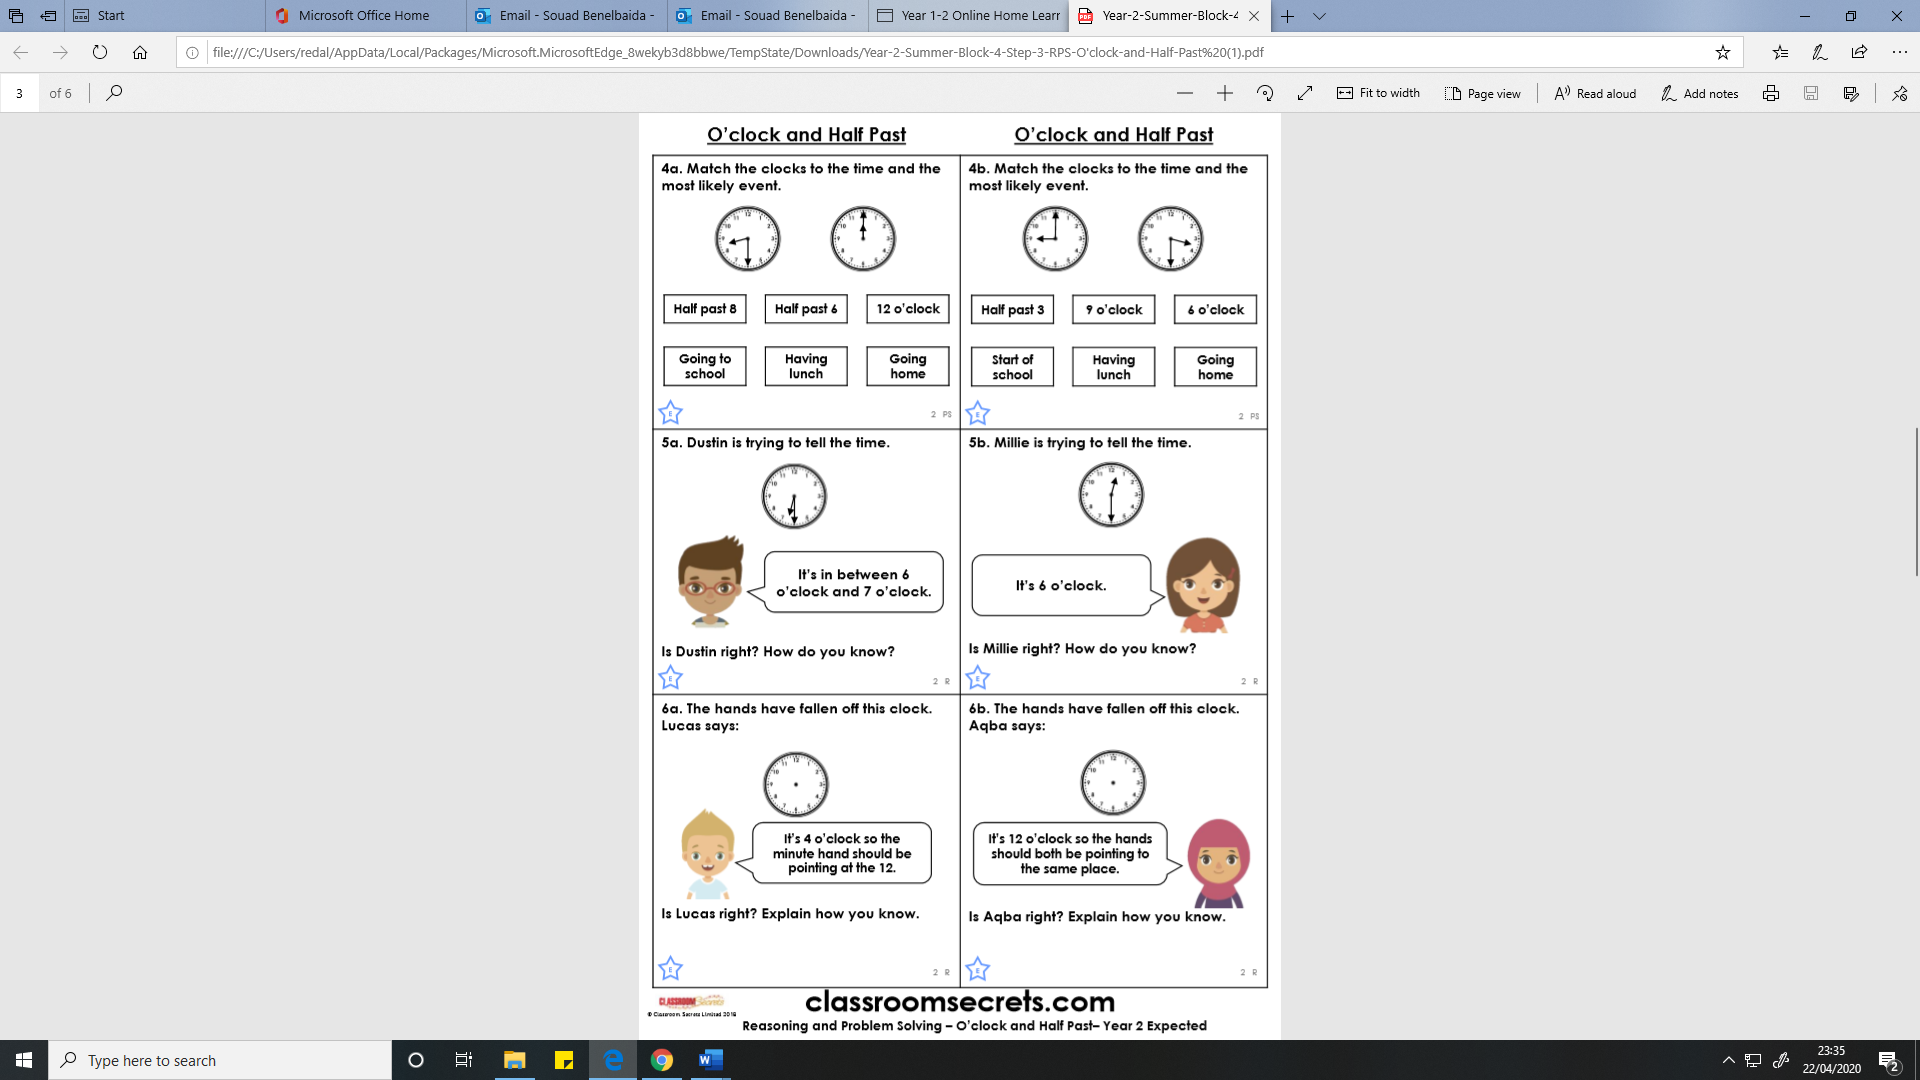 Start
Microsoft Office Home
Email - Souad Benelbaida -
Email - Souad Benelbaida -
Year 1-2 Online Home Learn
Year-2-Summer-Block-4
file:///C:/Users/redal/AppData/Local/Packages/Microsoft.MicrosoftEdge_8wekyb3d8bbwe/TempState/Downloads/Year-2-Summer-Block-4-Step-3-RPS-O'clock-and-Half-Past%20(1).pdf
3 of 6
Fit to width
Page view
Read aloud
Add notes
O'clock and Half Past
O'clock and Half Past
4a. Match the clocks to the time and the
most likely event.
Half past 8
Half past 6
12 o'clock
Going to
school
Having
lunch
Going
home
E
2 PS
4b. Match the clocks to the time and the
most likely event.
Half past 3
9 o'clock
6 o'clock
Start of
school
Having
lunch
Going
home
E
2 PS
5a. Dustin is trying to tell the time.
It's in between 6
o'clock and 7 o'clock.
Is Dustin right? How do you know?
E
2 R
5b. Millie is trying to tell the time.
It's 6 o'clock.
Is Millie right? How do you know?
E
2 R
6a. The hands have fallen off this clock.
Lucas says:
It's 4 o'clock so the
minute hand should be
pointing at the 12.
Is Lucas right? Explain how you know.
E
2 R
6b. The hands have fallen off this clock.
Aqba says:
It's 12 o'clock so the hands
should both be pointing to
the same place.
Is Aqba right? Explain how you know.
E
2 R
CLASSROOM Secrets
© Classroom Secrets Limited 2018
classroomsecrets.com
Reasoning and Problem Solving – O'clock and Half Past– Year 2 Expected
Type here to search
23:35
22/04/2020
2